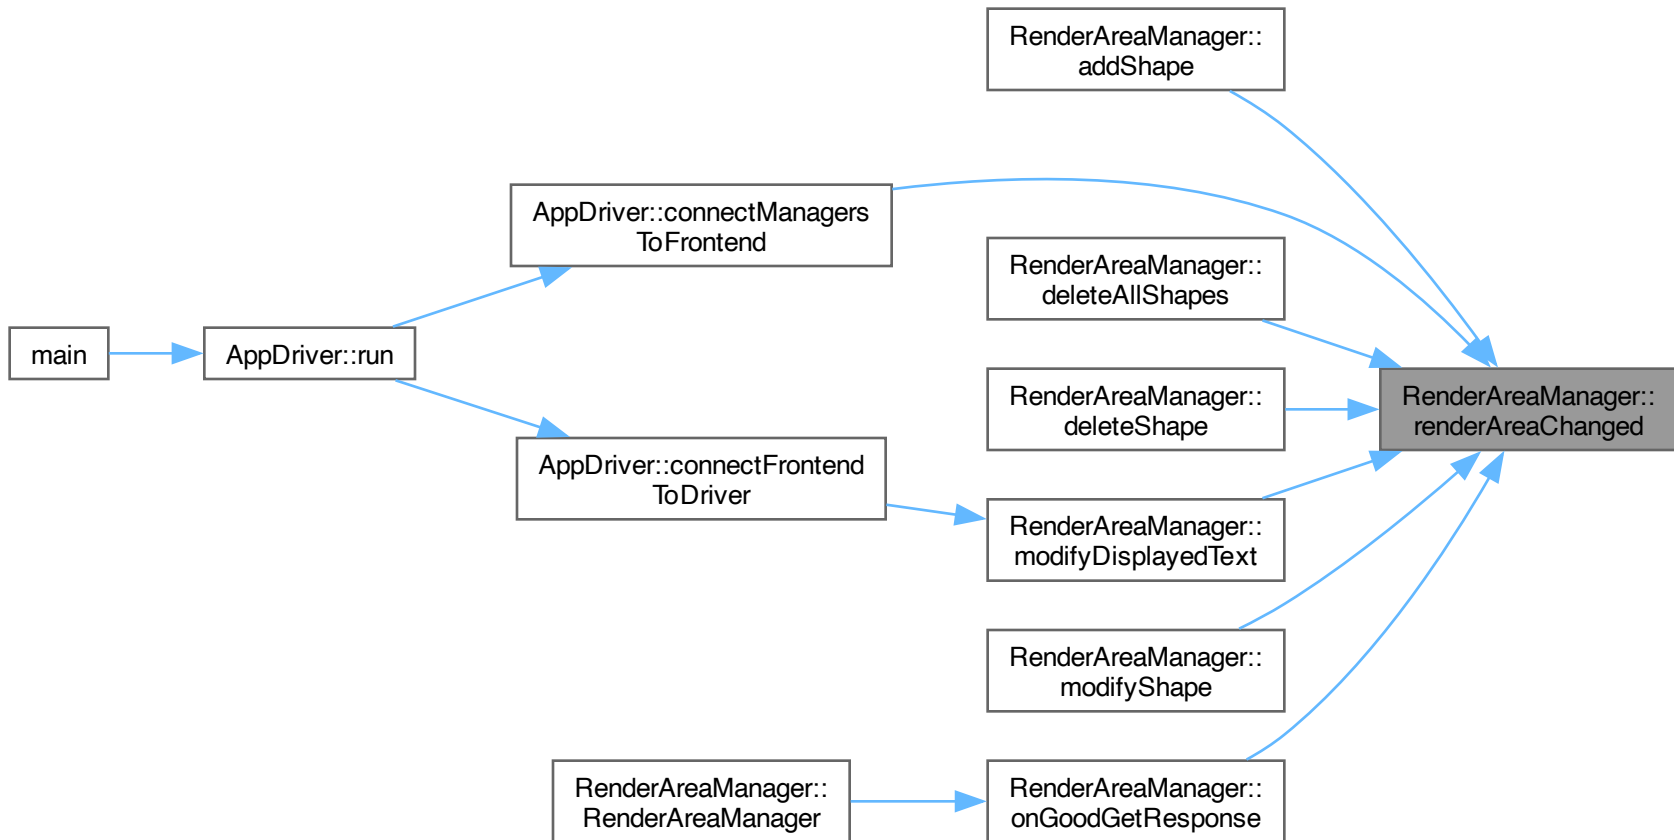 RenderAreaManager::
addShape
AppDriver::connectManagers
ToFrontend
RenderAreaManager::
deleteAllShapes
main
AppDriver::run
RenderAreaManager::
deleteShape
RenderAreaManager::
renderAreaChanged
AppDriver::connectFrontend
ToDriver
RenderAreaManager::
modifyDisplayedText
RenderAreaManager::
modifyShape
RenderAreaManager::
RenderAreaManager
RenderAreaManager::
onGoodGetResponse